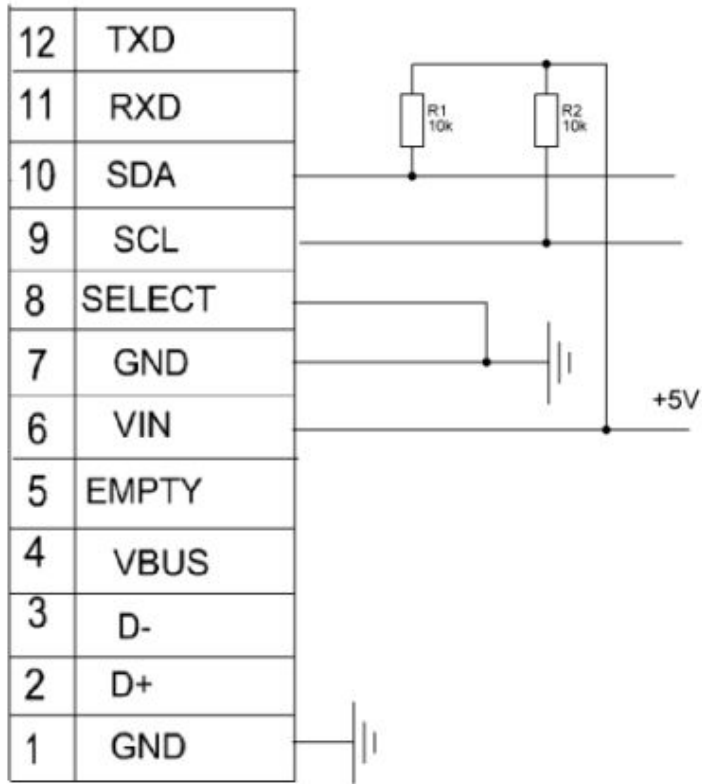 12 TXD
11 RXD
10 SDA
9 SCL
8 SELECT
7 GND
6 VIN
5 EMPTY
4 VBUS
3 D-
2 D+
1 GND
R1
10k
R2
10k
+5V